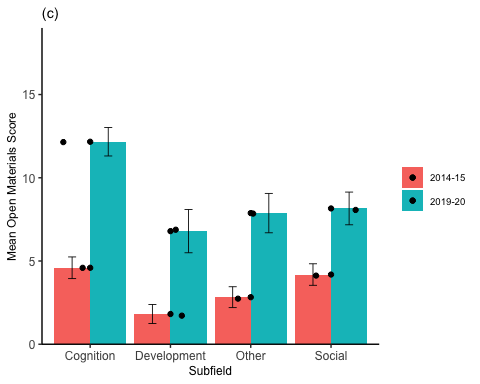 (c)
Mean Open Materials Score
15
10
5
0
Cognition Development Other Social
Subfield
2014-15
2019-20